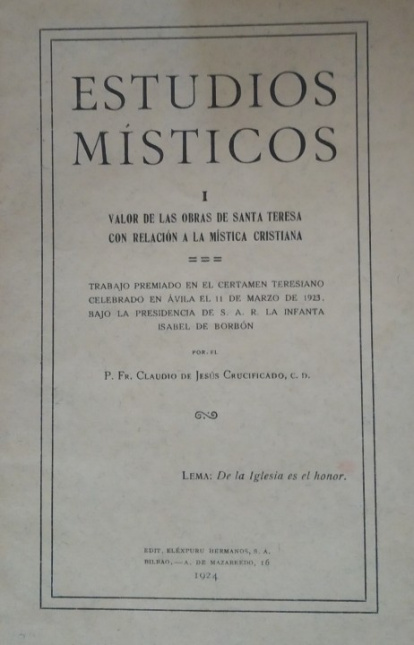 ESTUDIOS
MÍSTICOS
I
VALOR DE LAS OBRAS DE SANTA TERESA
CON RELACIÓN A LA MÍSTICA CRISTIANA
TRABAJO PREMIADO EN EL CERTAMEN TERESIANO
CELEBRADO EN ÁVILA EL 11 DE MARZO DE 1923,
BAJO LA PRESIDENCIA DE S. A. R. LA INFANTA
ISABEL DE BORBÓN
POR EL
P. FR. CLAUDIO DE JESÚS CRUCIFICADO, C. D.
LEMA: De la Iglesia es el honor.
EDIT. ELÉXPURU HERMANOS, S. A.
BILBAO,—A. DE MAZARREDO, 16
1924